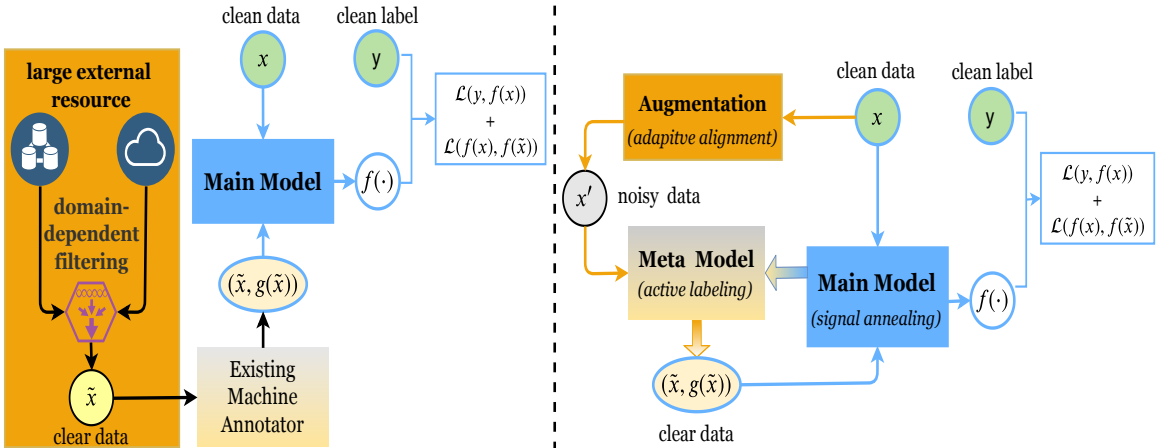 clean data
clean label
x
y
large external
resource
ℒ(y, f(x))
+
ℒ(f(x), f(x̃))
Main Model
f(·)
domain-
dependent
filtering
(x̃, g(x̃))
Existing
Machine
Annotator
x̃
clear data
clean data
clean label
Augmentation
(adapitve alignment)
x
y
x′
noisy data
ℒ(y, f(x))
+
ℒ(f(x), f(x̃))
Meta Model
(active labeling)
Main Model
(signal annealing)
f(·)
(x̃, g(x̃))
clear data